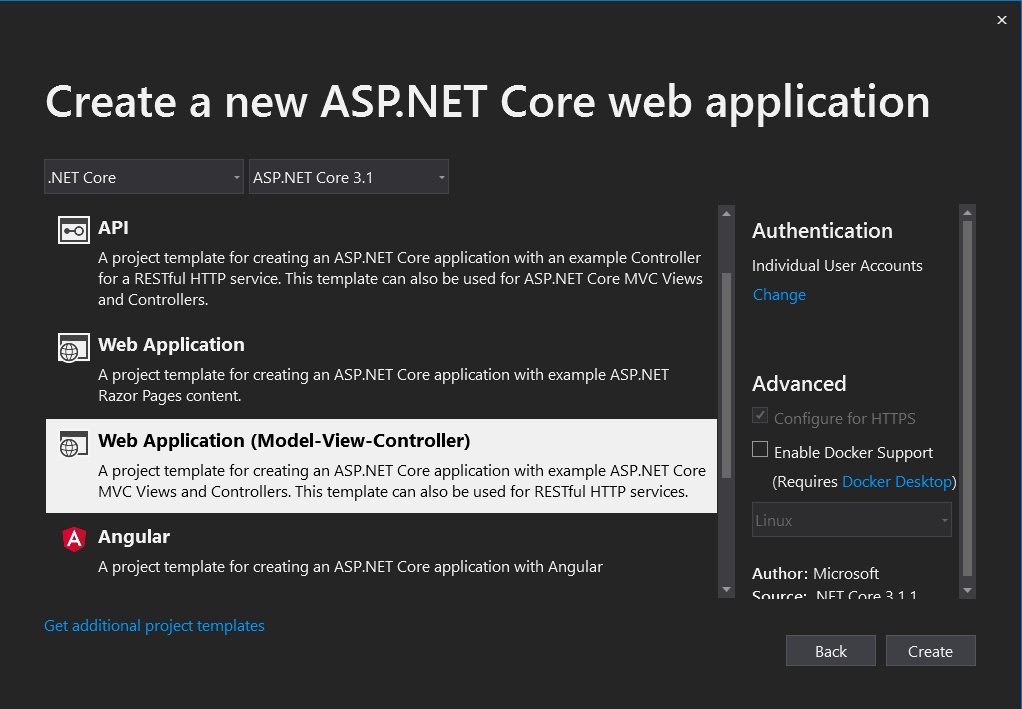 Create a new ASP.NET Core web application
.NET Core
ASP.NET Core 3.1
API
A project template for creating an ASP.NET Core application with an example Controller
for a RESTful HTTP service. This template can also be used for ASP.NET Core MVC Views
and Controllers.
Web Application
A project template for creating an ASP.NET Core application with example ASP.NET
Razor Pages content.
Web Application (Model-View-Controller)
A project template for creating an ASP.NET Core application with example ASP.NET Core
MVC Views and Controllers. This template can also be used for RESTful HTTP services.
Angular
A project template for creating an ASP.NET Core application with Angular
Get additional project templates
Authentication
Individual User Accounts
Change
Advanced
Configure for HTTPS
Enable Docker Support
(Requires Docker Desktop)
Linux
Author: Microsoft
Source: .NET Core 3.1.1
Back
Create